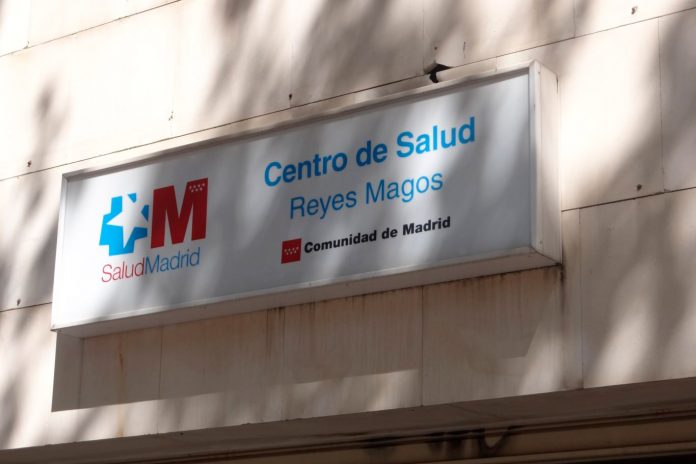 SaludMadrid
Centro de Salud
Reyes Magos
Comunidad de Madrid